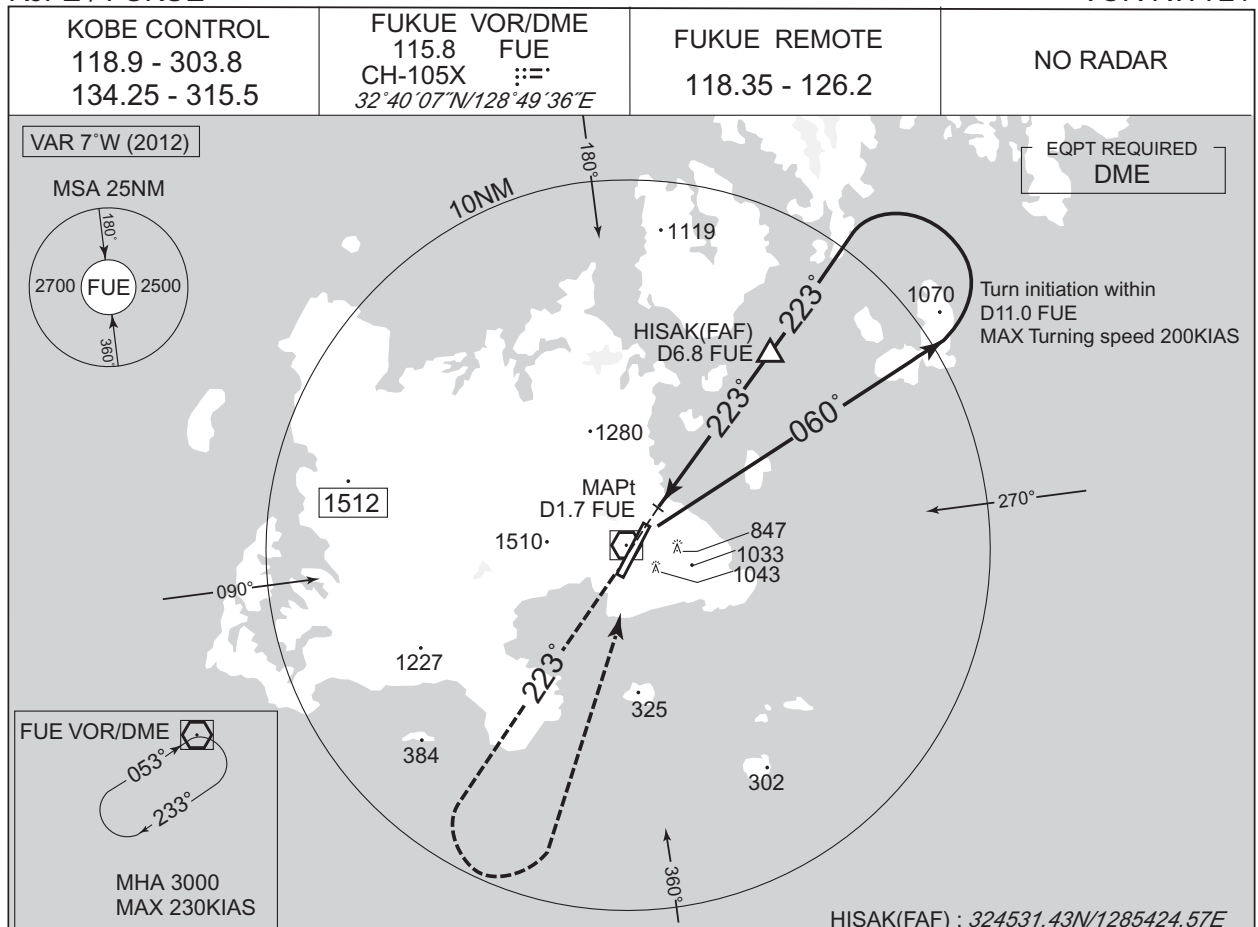 KOBE CONTROL
118.9 - 303.8
134.25 - 315.5
FUKUE VOR/DME
115.8 FUE
CH-105X
32˚40´07˝N/128˚49´36˝E
FUKUE REMOTE
118.35 - 126.2
NO RADAR
VAR 7˚W (2012)
MSA 25NM
180˚
2700
FUE
2500
360˚
180˚
10NM
EQPT REQUIRED
DME
1119
223˚
1070
Turn initiation within
D11.0 FUE
MAX Turning speed 200KIAS
HISAK(FAF)
D6.8 FUE
223˚
060˚
1280
1512
MAPt
D1.7 FUE
270˚
1510
847
1033
1043
090˚
1227
223˚
325
384
302
360˚
FUE VOR/DME
053˚
233˚
MHA 3000
MAX 230KIAS
HISAK(FAF) : 324531.43N/1285424.57E